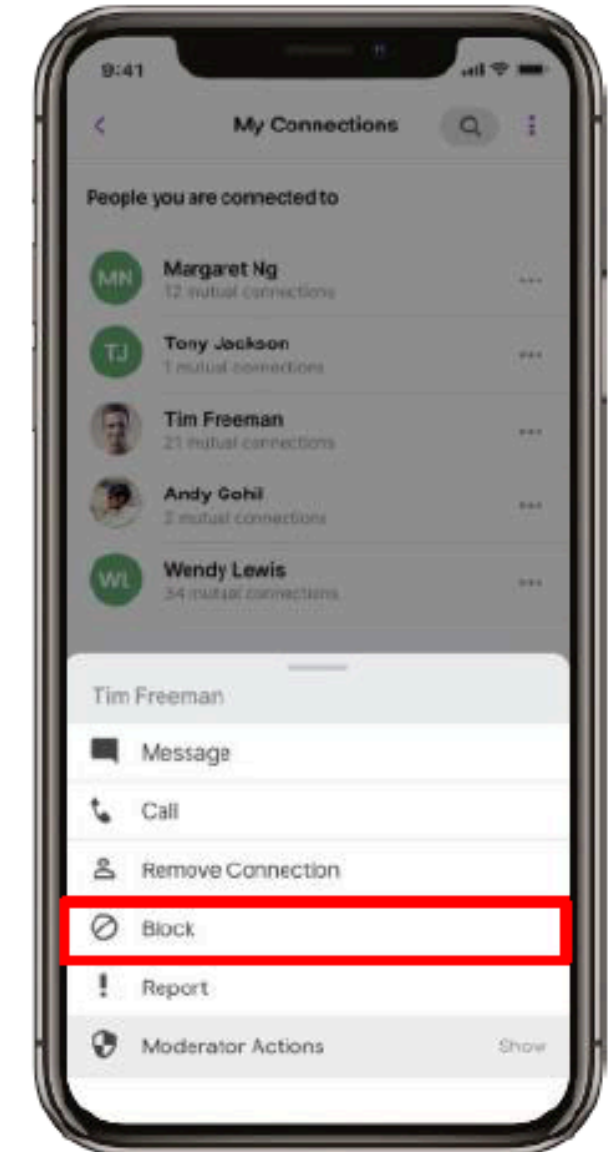 9:41
My Connections
People you are connected to
MN
Margaret Ng
12 mutual connections
TJ
Tony Jackson
1 mutual connections
Tim Freeman
21 mutual connections
Andy Gohil
2 mutual connections
WL
Wendy Lewis
34 mutual connections
Tim Freeman
Message
Call
Remove Connection
Block
Report
Moderator Actions Show